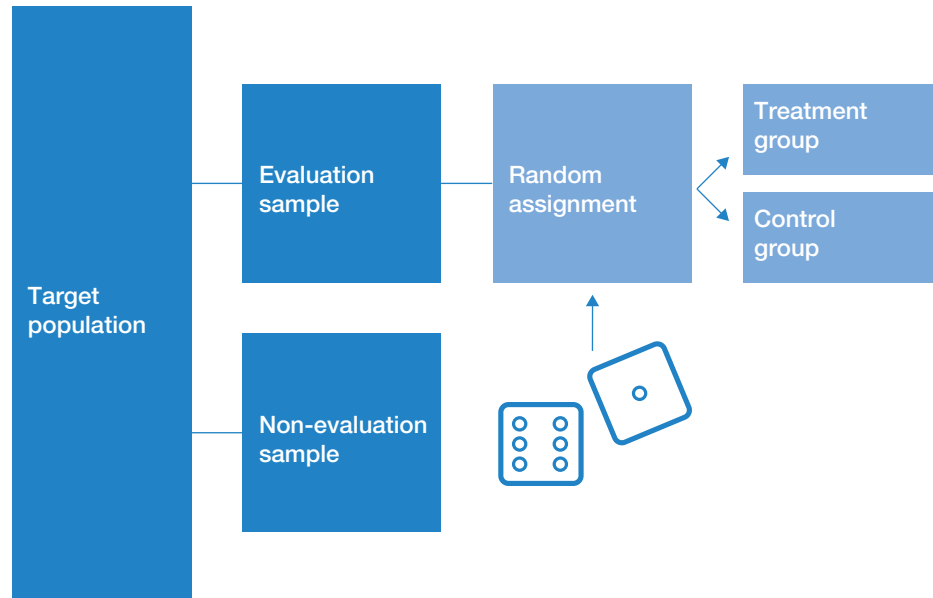 Target
population
Evaluation
sample
Non-evaluation
sample
Random
assignment
Treatment
group
Control
group